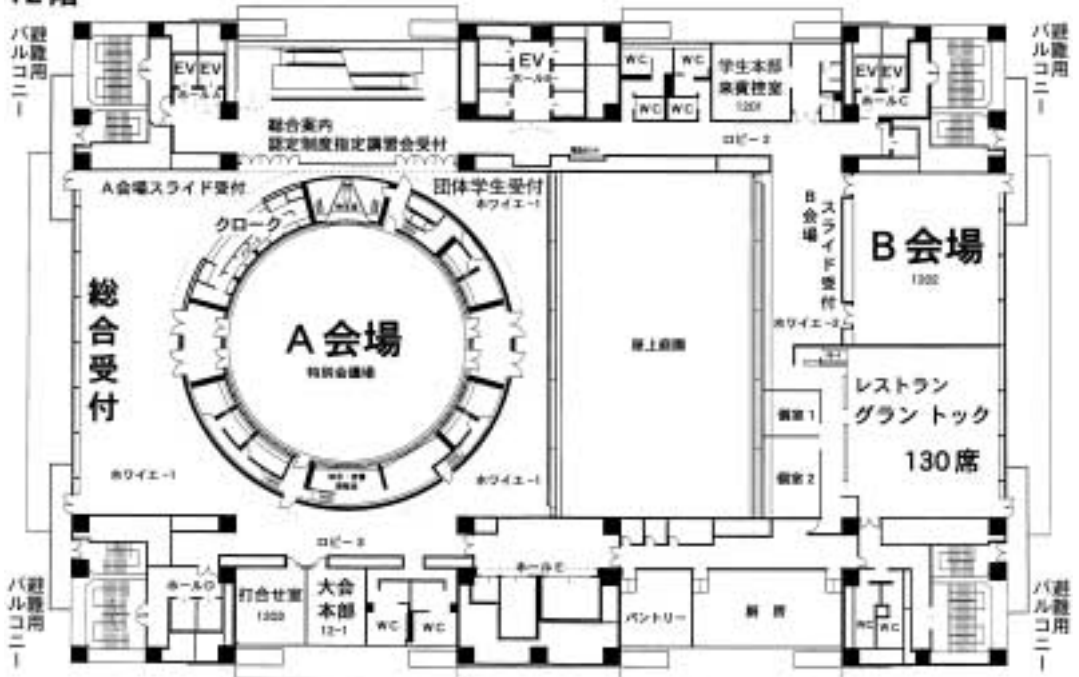 12階
避難用
バルコニー
避難用
バルコニー
EV EV
EV
EV EV
ホールC
WC
WC
WC
WC
学生本部
来賓控室
1201
ロビー2
総合案内
認定制度指定講習会受付
A会場スライド受付
団体学生受付
ホワイエ-1
クローク
総合受付
A会場
特別会議場
屋上庭園
B会場
スライド受付
ホワイエ-2
B会場
1202
レストラン
グラン トック
130席
個室1
個室2
ホワイエ-1
ホワイエ-1
ロビー3
ホールD
打合せ室
1203
大会
本部
12-1
WC
WC
ホールE
パントリー
厨房
WC
WC
避難用
バルコニー
避難用
バルコニー